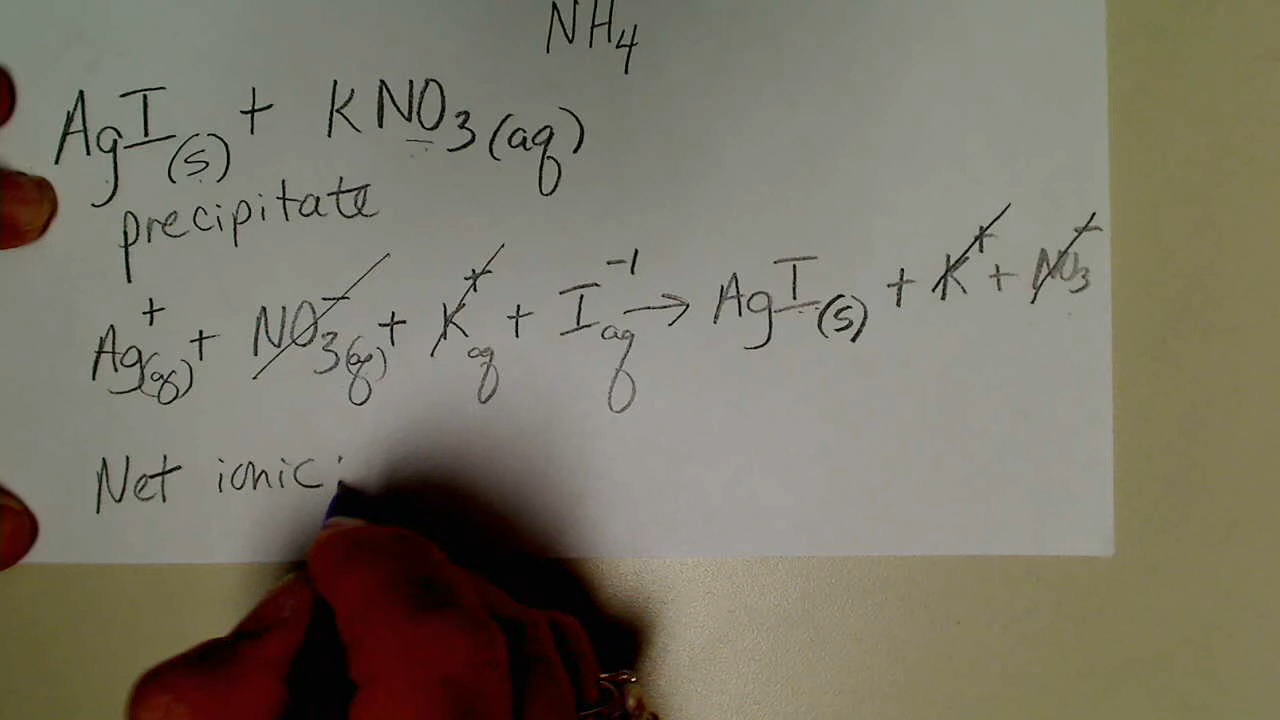 NH₄
AgI(s) + KNO₃(aq)
precipitate
Ag⁺(aq) + NO₃⁻(aq) + K⁺aq + I⁻¹aq → AgI(s) + K⁺ + NO₃⁻
Net ionic: